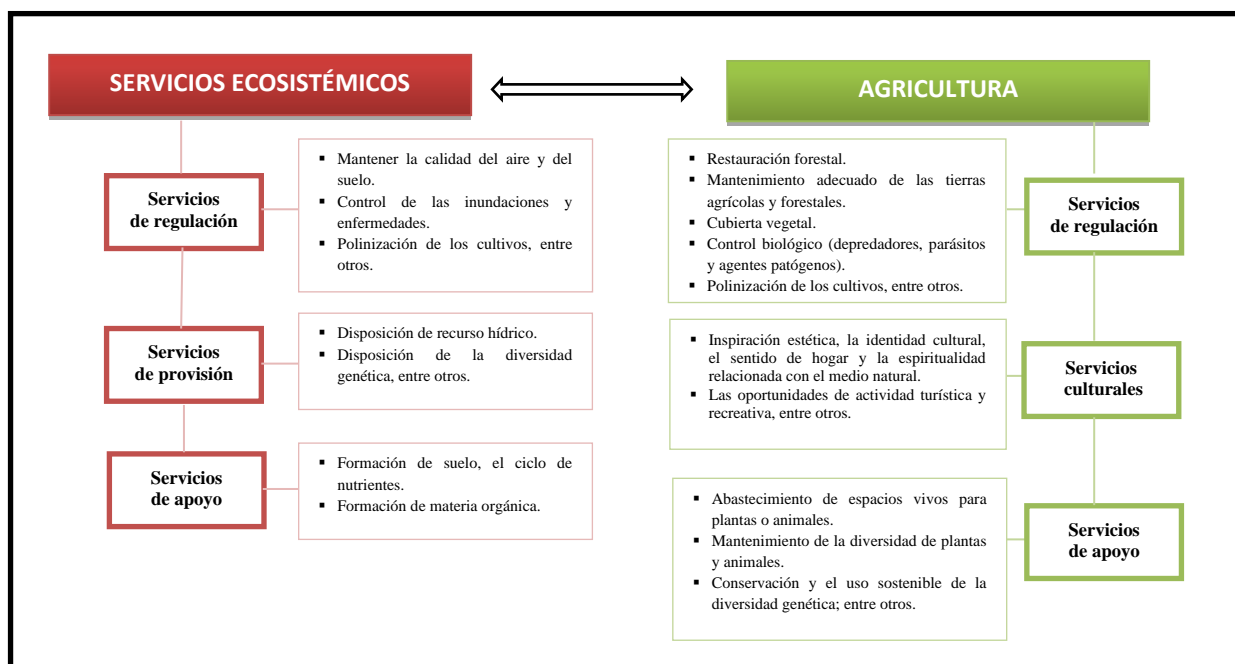 SERVICIOS ECOSISTÉMICOS
Servicios
de regulación
▪ Mantener la calidad del aire y del
suelo.
▪ Control de las inundaciones y
enfermedades.
▪ Polinización de los cultivos, entre
otros.
Servicios
de provisión
▪ Disposición de recurso hídrico.
▪ Disposición de la diversidad
genética, entre otros.
Servicios
de apoyo
▪ Formación de suelo, el ciclo de
nutrientes.
▪ Formación de materia orgánica.
AGRICULTURA
▪ Restauración forestal.
▪ Mantenimiento adecuado de las tierras
agrícolas y forestales.
▪ Cubierta vegetal.
▪ Control biológico (depredadores, parásitos
y agentes patógenos).
▪ Polinización de los cultivos, entre otros.
Servicios
de regulación
▪ Inspiración estética, la identidad cultural,
el sentido de hogar y la espiritualidad
relacionada con el medio natural.
▪ Las oportunidades de actividad turística y
recreativa, entre otros.
Servicios
culturales
▪ Abastecimiento de espacios vivos para
plantas o animales.
▪ Mantenimiento de la diversidad de plantas
y animales.
▪ Conservación y el uso sostenible de la
diversidad genética; entre otros.
Servicios
de apoyo